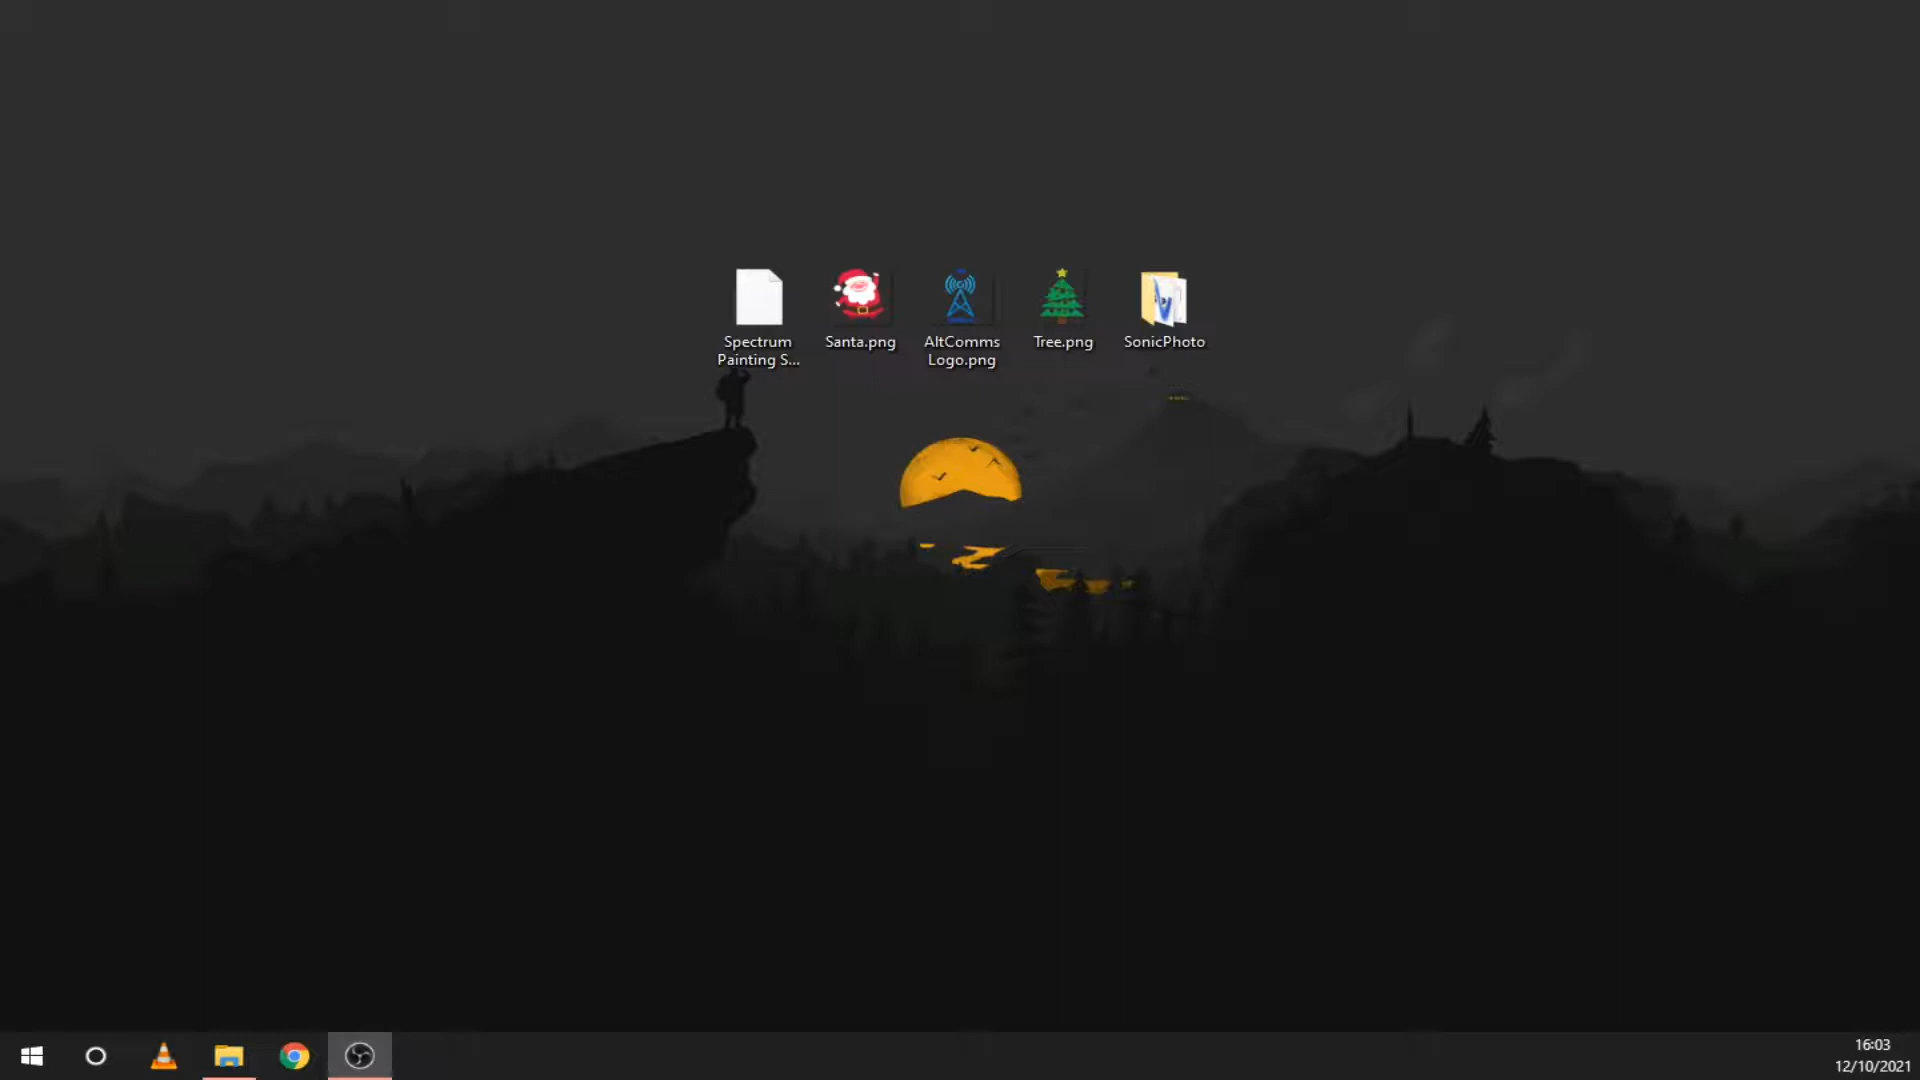 Spectrum
Painting S...
Santa.png
AltComms
Logo.png
Tree.png
SonicPhoto
16:03
12/10/2021